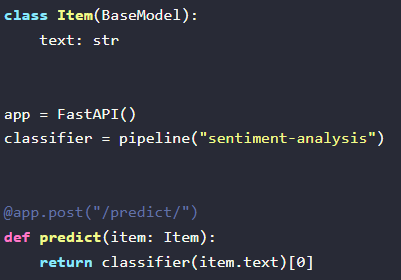 class Item(BaseModel):
    text: str
app = FastAPI()
classifier = pipeline("sentiment-analysis")
@app.post("/predict/")
def predict(item: Item):
    return classifier(item.text)[0]